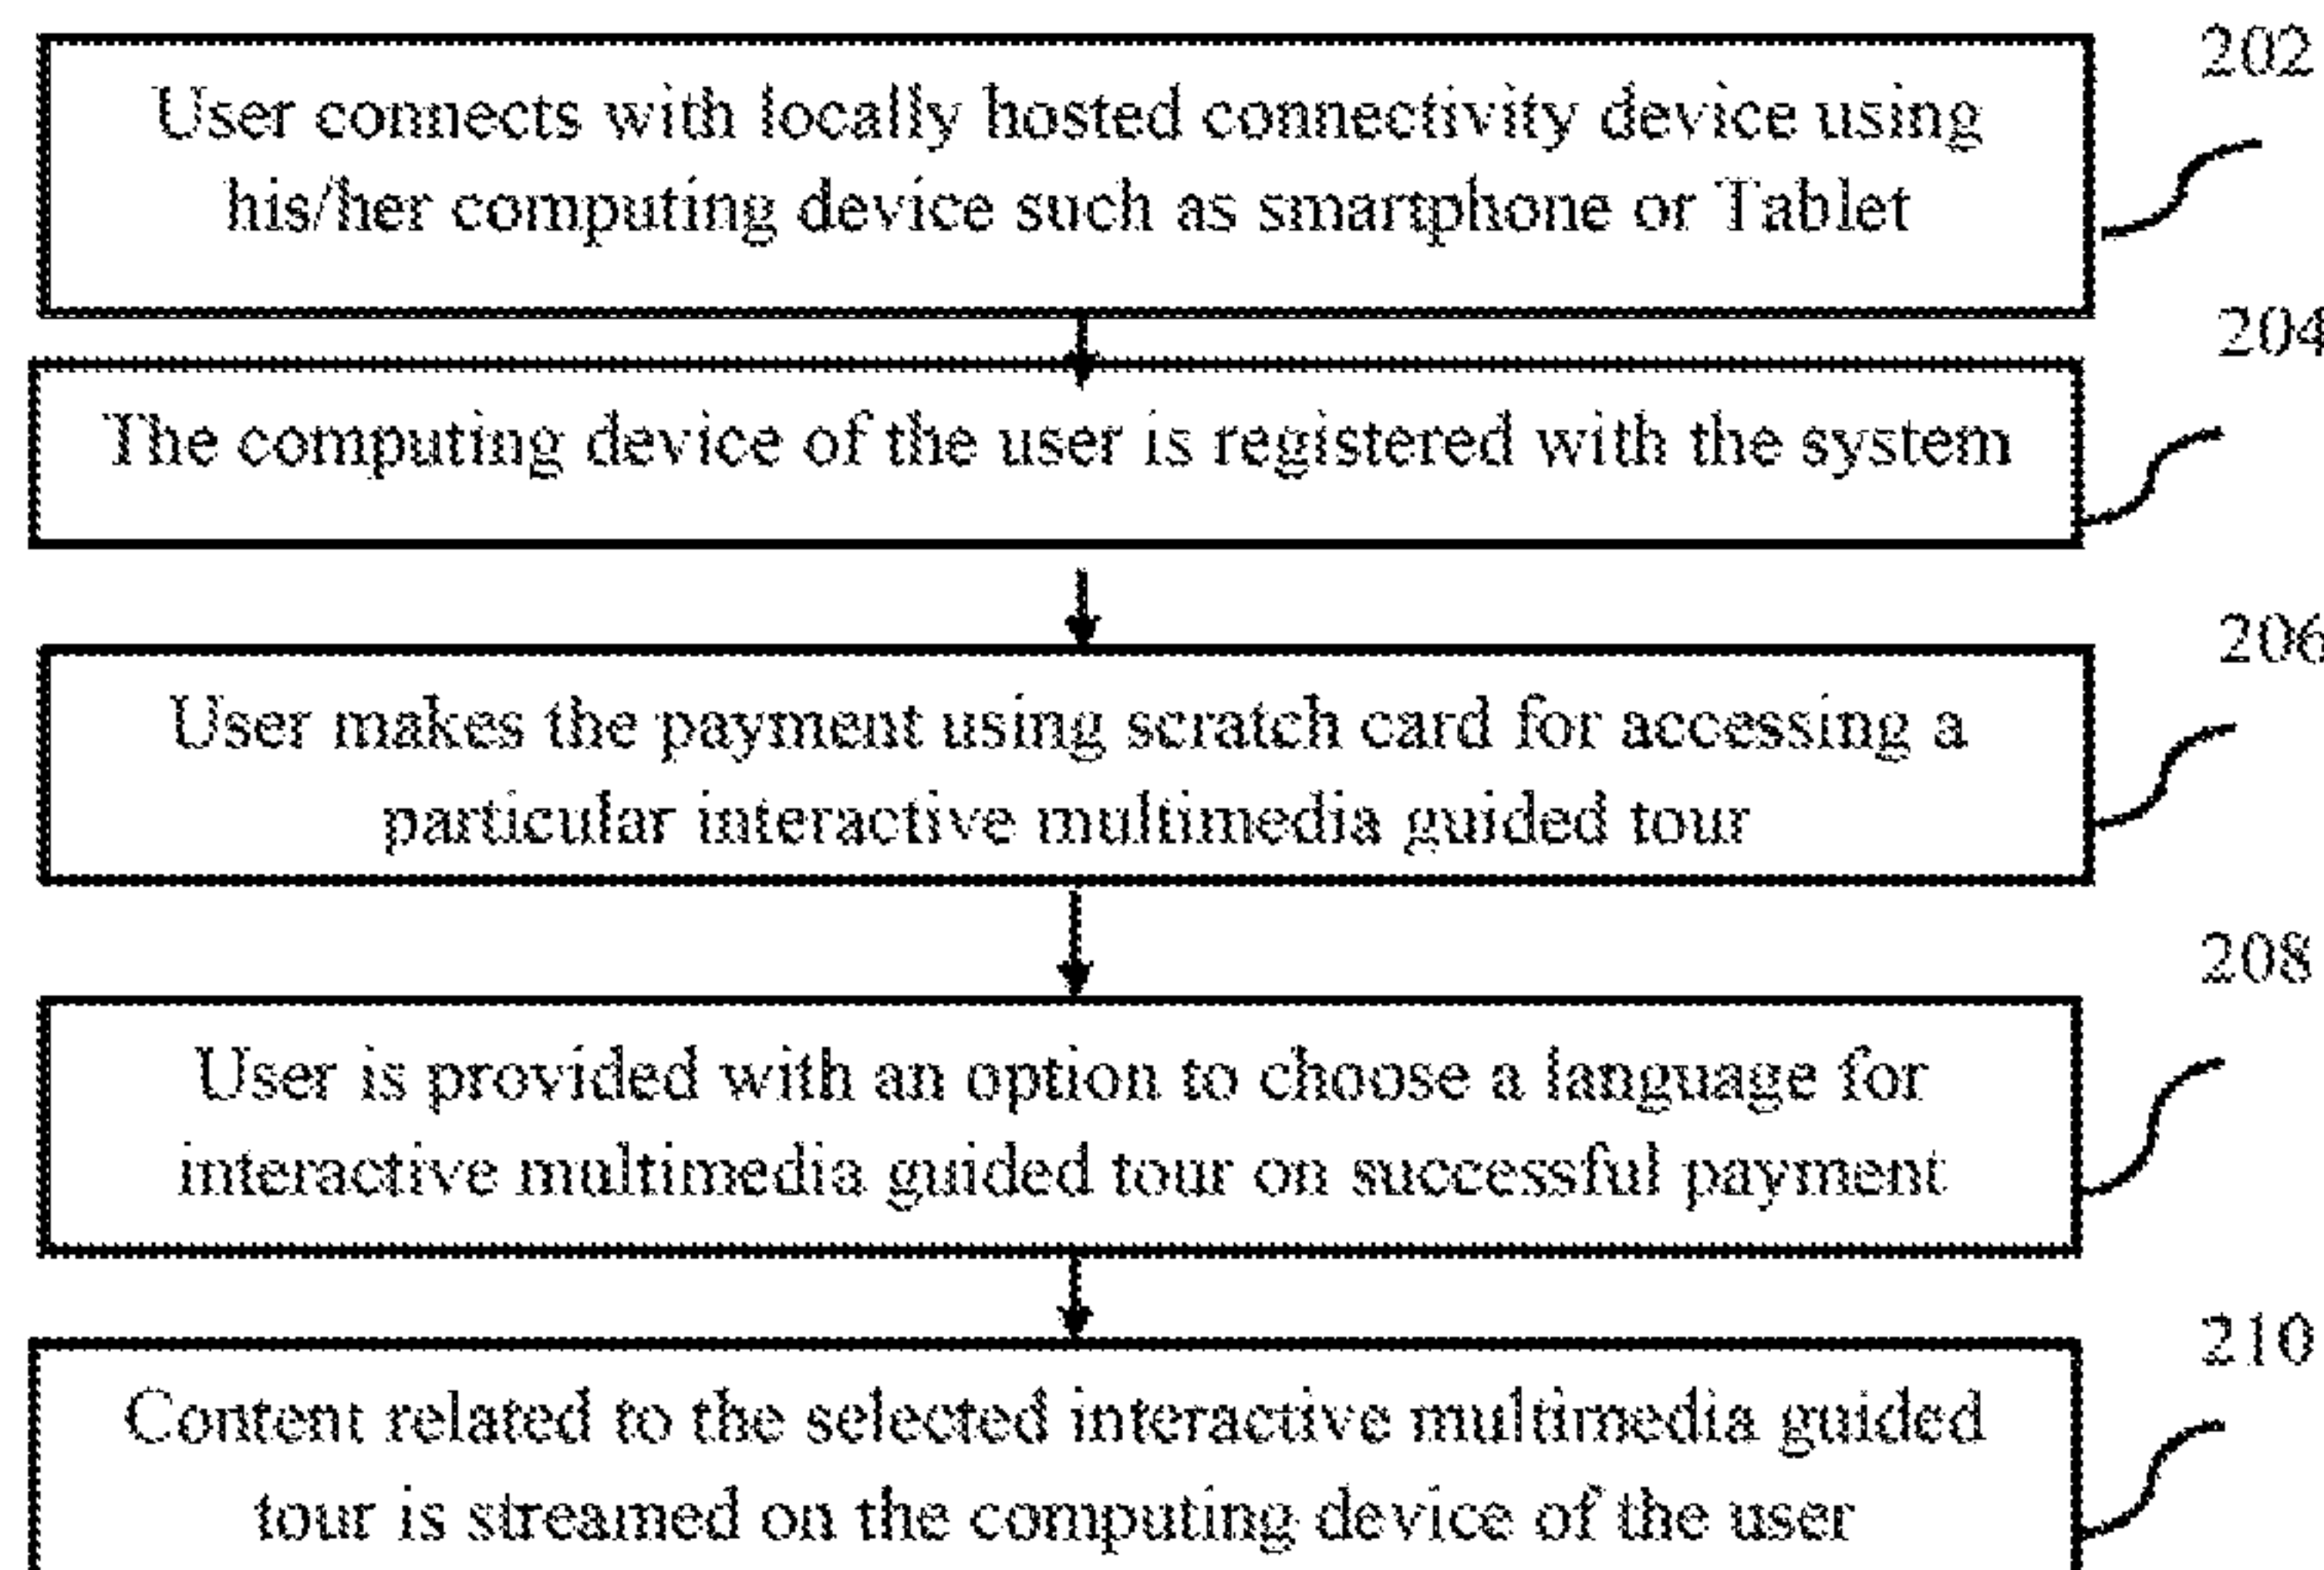 202
User connects with locally hosted connectivity device using
his/her computing device such as smartphone or Tablet
204
The computing device of the user is registered with the system
206
User makes the payment using scratch card for accessing a
particular interactive multimedia guided tour
208
User is provided with an option to choose a language for
interactive multimedia guided tour on successful payment
210
Content related to the selected interactive multimedia guided
tour is streamed on the computing device of the user